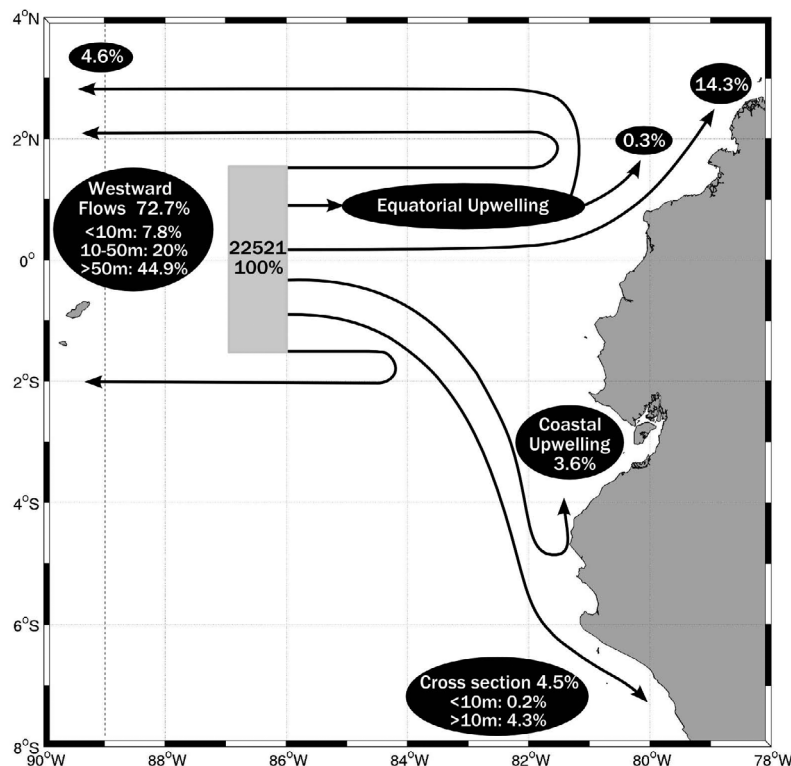 4°N
2°N
0°
2°S
4°S
6°S
8°S
4.6%
14.3%
0.3%
Westward
Flows 72.7%
<10m: 7.8%
10-50m: 20%
>50m: 44.9%
Equatorial Upwelling
22521
100%
Coastal
Upwelling
3.6%
Cross section 4.5%
<10m: 0.2%
>10m: 4.3%
90°W
88°W
86°W
84°W
82°W
80°W
78°W